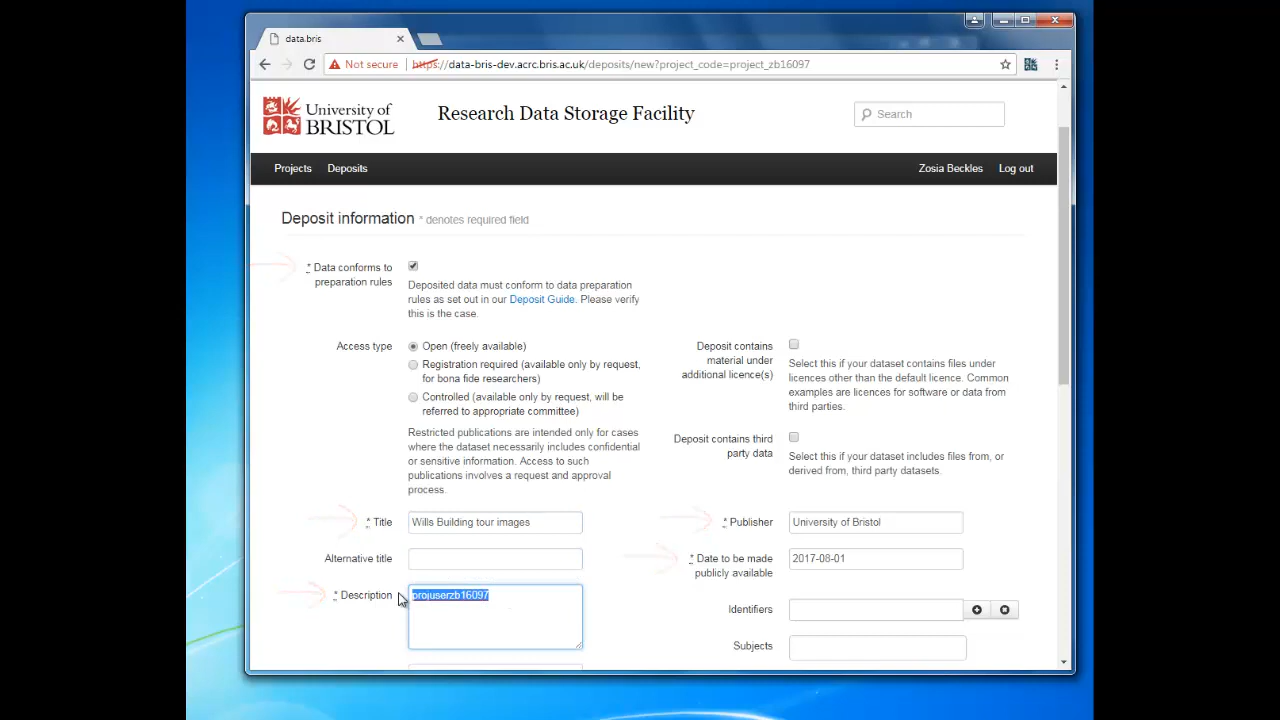 data.bris
Not secure https://data-bris-dev.acrc.bris.ac.uk/deposits/new?project_code=project_zb16097
University of
BRISTOL
Research Data Storage Facility
Search
Projects Deposits Zosia Beckles Log out
Deposit information * denotes required field
* Data conforms to
preparation rules
Deposited data must conform to data preparation
rules as set out in our Deposit Guide. Please verify
this is the case.
Access type
Open (freely available)
Registration required (available only by request,
for bona fide researchers)
Controlled (available only by request, will be
referred to appropriate committee)
Restricted publications are intended only for cases
where the dataset necessarily includes confidential
or sensitive information. Access to such
publications involves a request and approval
process.
Deposit contains
material under
additional licence(s)
Select this if your dataset contains files under
licences other than the default licence. Common
examples are licences for software or data from
third parties.
Deposit contains third
party data
Select this if your dataset includes files from, or
derived from, third party datasets.
* Title Wills Building tour images
Alternative title
* Description projuserzb16097
* Publisher University of Bristol
* Date to be made
publicly available
2017-08-01
Identifiers
Subjects